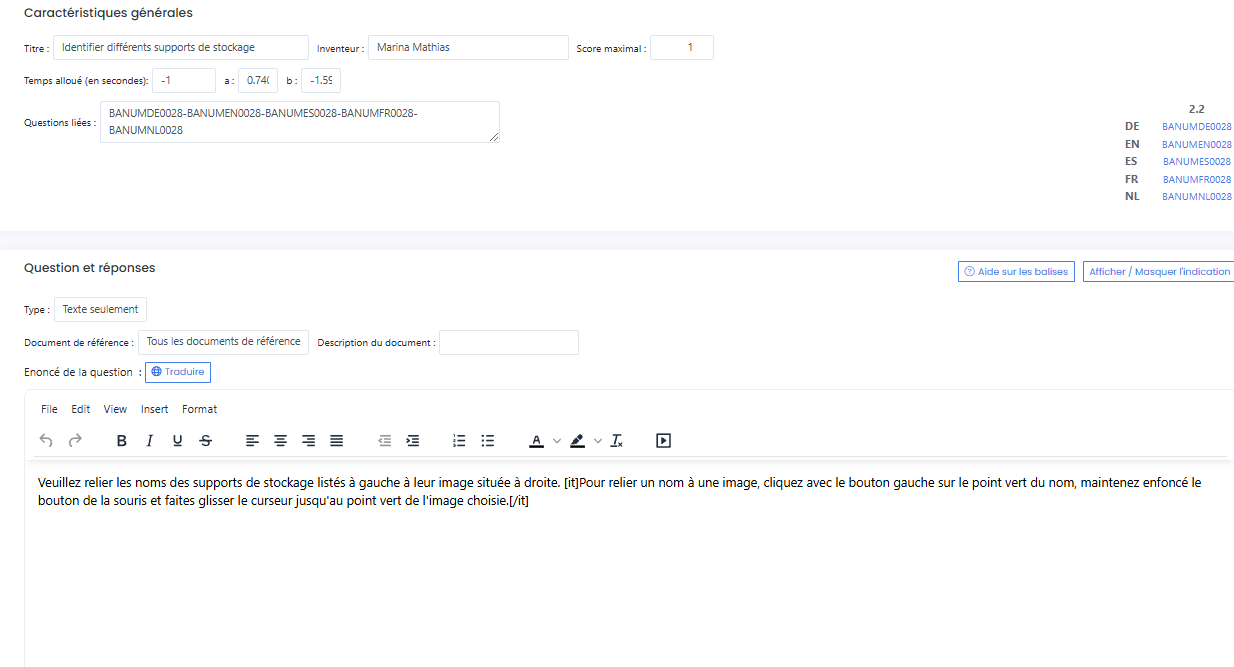 Caractéristiques générales
Titre : Identifier différents supports de stockage Inventeur : Marina Mathias Score maximal : 1
Temps alloué (en secondes): -1 a : 0.74( b : -1.59
Questions liées : BANUMDE0028-BANUMEN0028-BANUMES0028-BANUMFR0028-
BANUMNL0028
2.2
DE BANUMDE0028
EN BANUMEN0028
ES BANUMES0028
FR BANUMFR0028
NL BANUMNL0028
Question et réponses
Aide sur les balises Afficher / Masquer l'indication
Type : Texte seulement
Document de référence : Tous les documents de référence Description du document :
Enoncé de la question : Traduire
File Edit View Insert Format
Veuillez relier les noms des supports de stockage listés à gauche à leur image située à droite. [it]Pour relier un nom à une image, cliquez avec le bouton gauche sur le point vert du nom, maintenez enfoncé le
bouton de la souris et faites glisser le curseur jusqu'au point vert de l'image choisie.[/it]